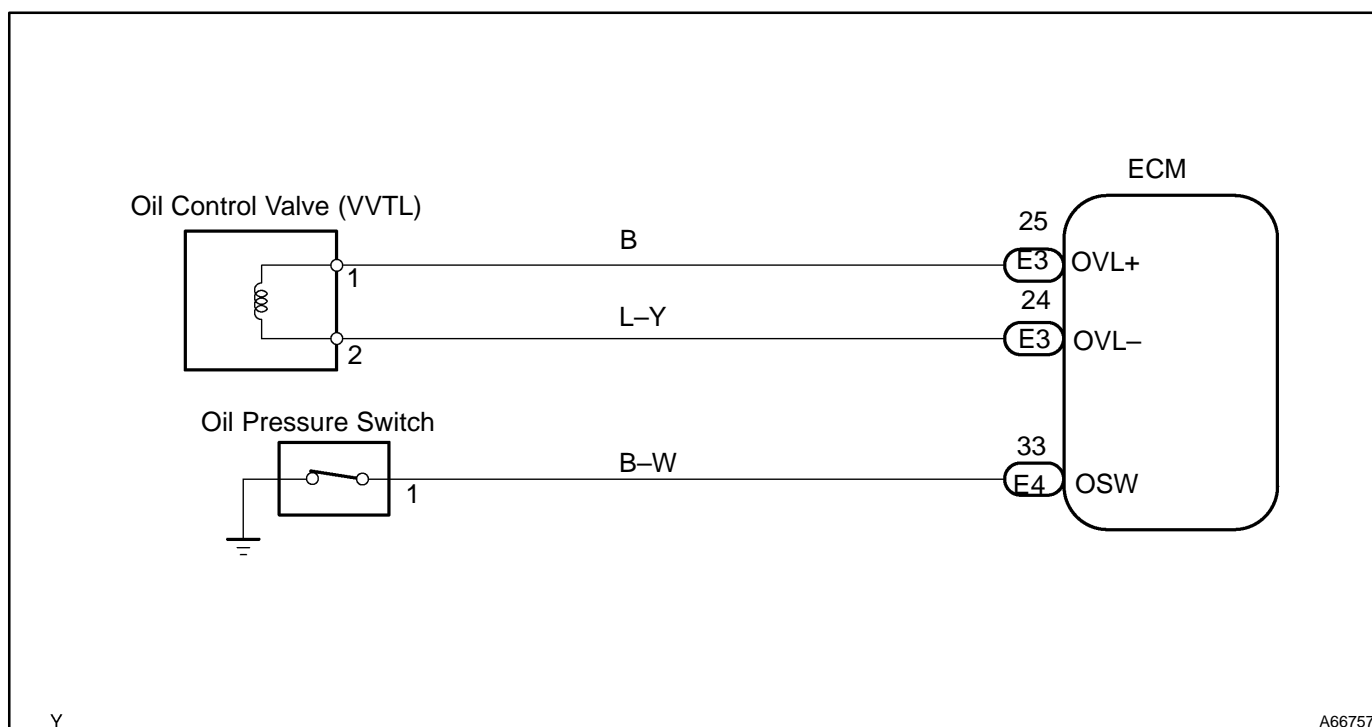 ECM
Oil Control Valve (VVTL)
25
B
E3 OVL+
1
24
L–Y
E3 OVL–
2
Oil Pressure Switch
33
B–W
E4 OSW
1
Y
A66757